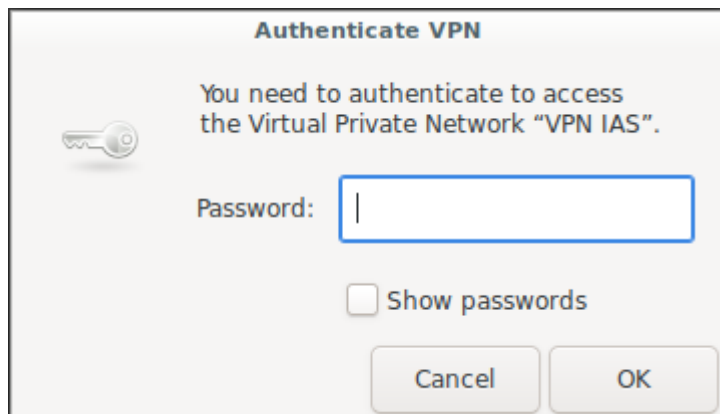 Authenticate VPN
You need to authenticate to access
the Virtual Private Network “VPN IAS”.
Password:
Show passwords
Cancel OK